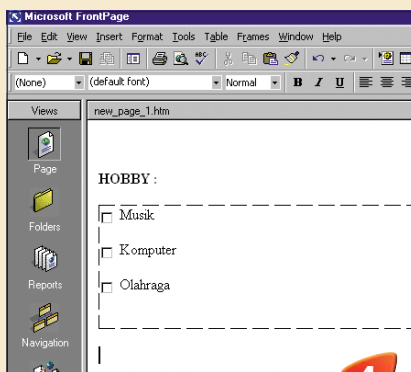 Microsoft FrontPage
File Edit View Insert Format Tools Table Frames Window Help
(None) (default font) Normal B I U
Views new_page_1.htm
Page
HOBBY :
Musik
Folders
Komputer
Reports
Olahraga
Navigation